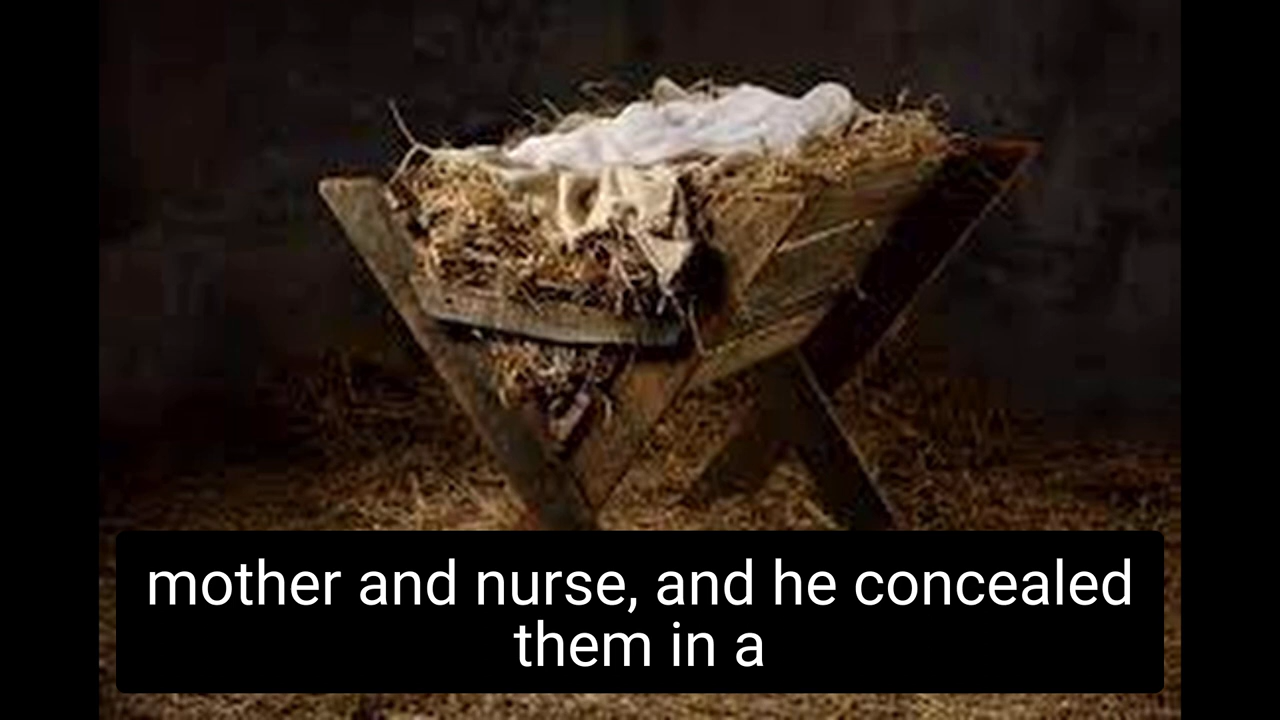 mother and nurse, and he concealed
them in a